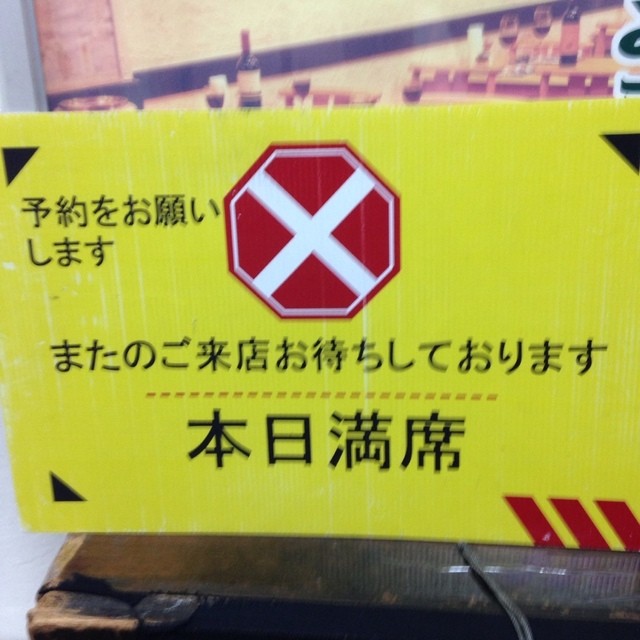 予約をお願い
します
またのご来店お待ちしております
本日満席